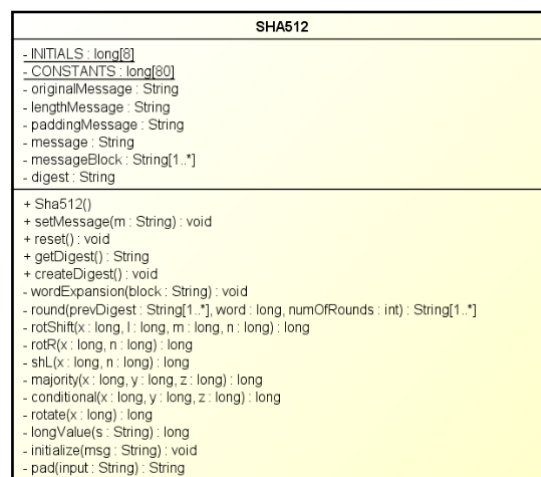 SHA512
- INITIALS : long[8]
- CONSTANTS : long[80]
- originalMessage : String
- lengthMessage : String
- paddingMessage : String
- message : String
- messageBlock : String[1..*]
- digest : String
+ Sha512()
+ setMessage(m : String) : void
+ reset() : void
+ getDigest() : String
+ createDigest() : void
- wordExpansion(block : String) : void
- round(prevDigest : String[1..*], word : long, numOfRounds : int) : String[1..*]
- rotShift(x : long, l : long, m : long, n : long) : long
- rotR(x : long, n : long) : long
- shL(x : long, n : long) : long
- majority(x : long, y : long, z : long) : long
- conditional(x : long, y : long, z : long) : long
- rotate(x : long) : long
- longValue(s : String) : long
- initialize(msg : String) : void
- pad(input : String) : String